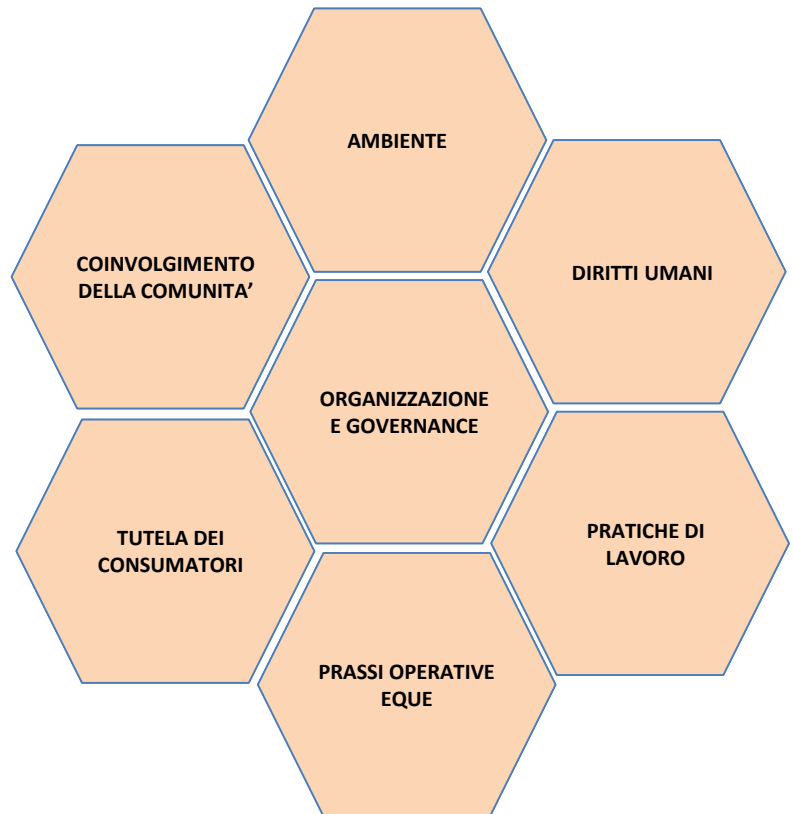 AMBIENTE
COINVOLGIMENTO
DELLA COMUNITA’
DIRITTI UMANI
ORGANIZZAZIONE
E GOVERNANCE
TUTELA DEI
CONSUMATORI
PRATICHE DI
LAVORO
PRASSI OPERATIVE
EQUE